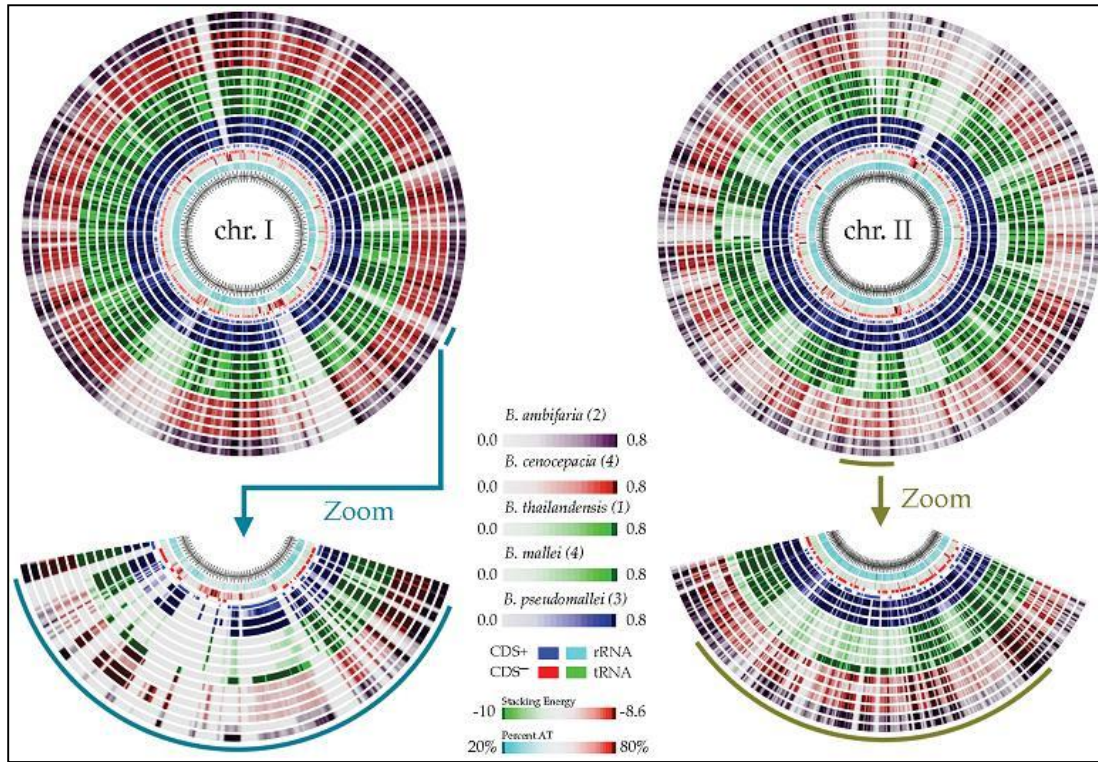 chr. I
chr. II
Zoom
Zoom
B. ambifaria (2)
0.0 0.8
B. cenocepacia (4)
0.0 0.8
B. thailandensis (1)
0.0 0.8
B. mallei (4)
0.0 0.8
B. pseudomallei (3)
0.0 0.8
CDS+ rRNA
CDS− tRNA
Stacking Energy
-10 -8.6
Percent AT
20% 80%